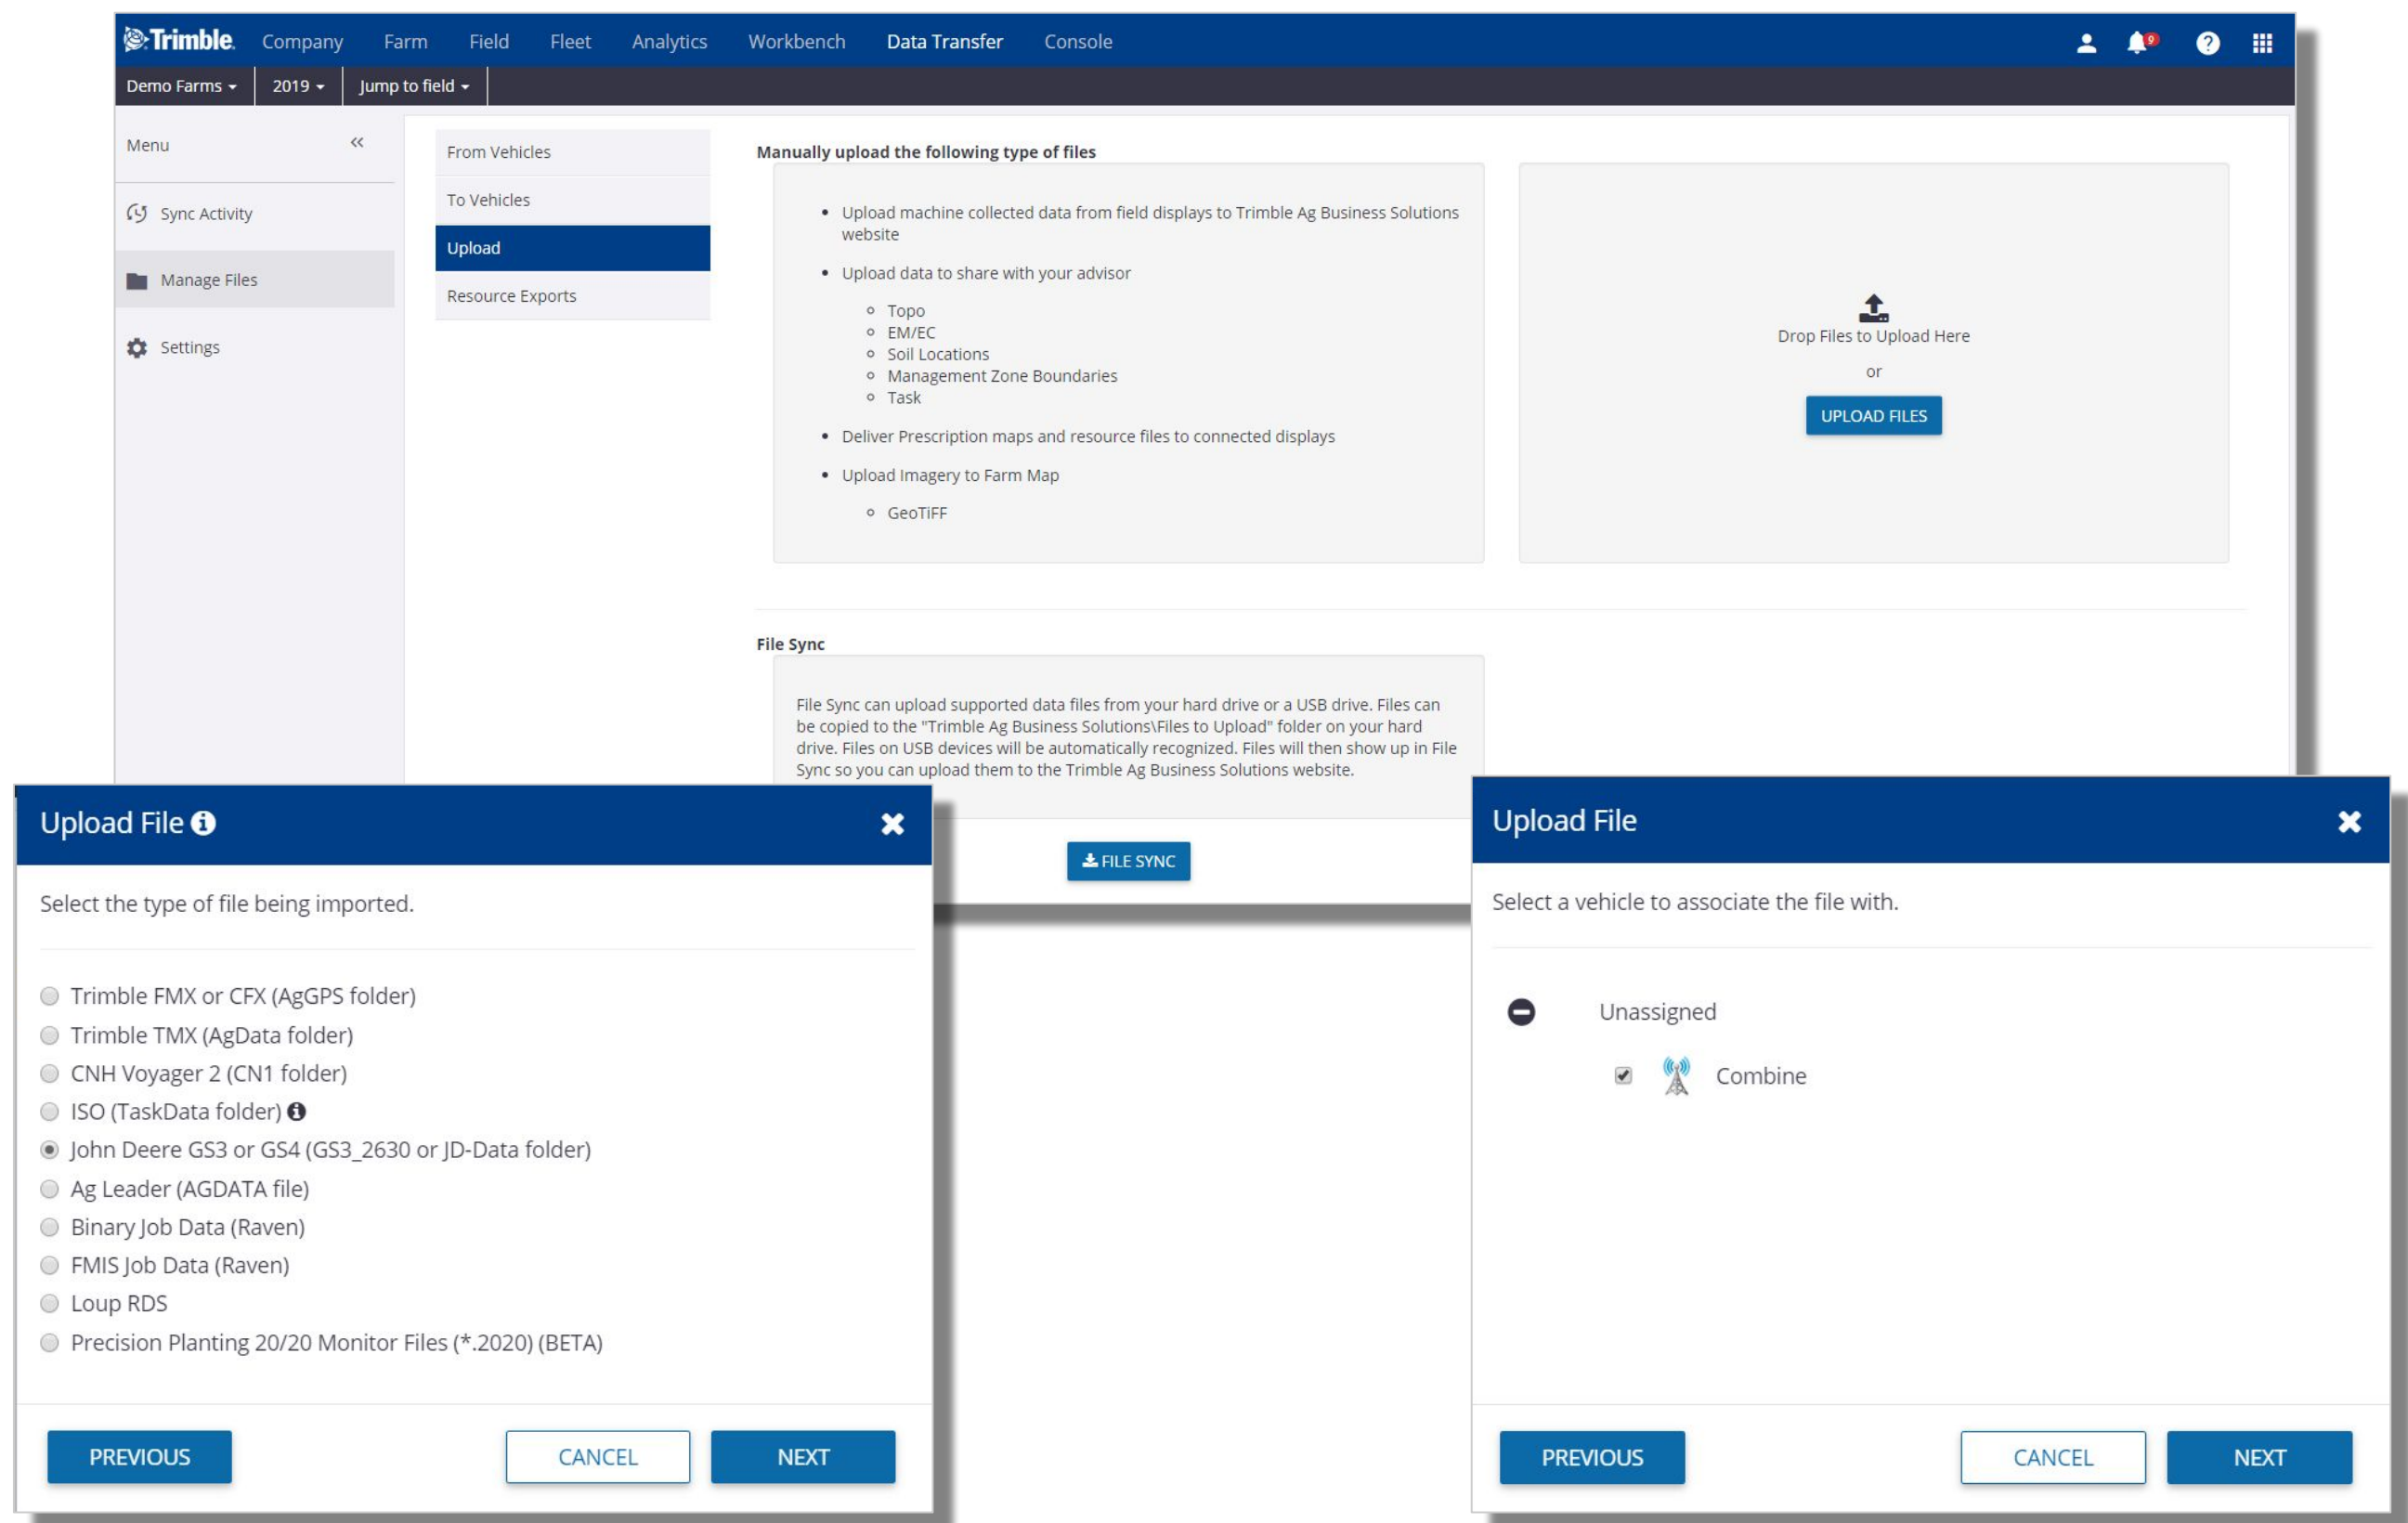 Trimble. Company Farm Field Fleet Analytics Workbench Data Transfer Console 9
Demo Farms 2019 Jump to field
Menu
Sync Activity
Manage Files
Settings
From Vehicles
To Vehicles
Upload
Resource Exports
Manually upload the following type of files
Upload machine collected data from field displays to Trimble Ag Business Solutions
website
Upload data to share with your advisor
Topo
EM/EC
Soil Locations
Management Zone Boundaries
Task
Deliver Prescription maps and resource files to connected displays
Upload Imagery to Farm Map
GeoTiFF
Drop Files to Upload Here
or
UPLOAD FILES
File Sync
File Sync can upload supported data files from your hard drive or a USB drive. Files can
be copied to the "Trimble Ag Business Solutions\Files to Upload" folder on your hard
drive. Files on USB devices will be automatically recognized. Files will then show up in File
Sync so you can upload them to the Trimble Ag Business Solutions website.
FILE SYNC
Upload File
Select the type of file being imported.
Trimble FMX or CFX (AgGPS folder)
Trimble TMX (AgData folder)
CNH Voyager 2 (CN1 folder)
ISO (TaskData folder)
John Deere GS3 or GS4 (GS3_2630 or JD-Data folder)
Ag Leader (AGDATA file)
Binary Job Data (Raven)
FMIS Job Data (Raven)
Loup RDS
Precision Planting 20/20 Monitor Files (*.2020) (BETA)
PREVIOUS CANCEL NEXT
Upload File
Select a vehicle to associate the file with.
Unassigned
Combine
PREVIOUS CANCEL NEXT